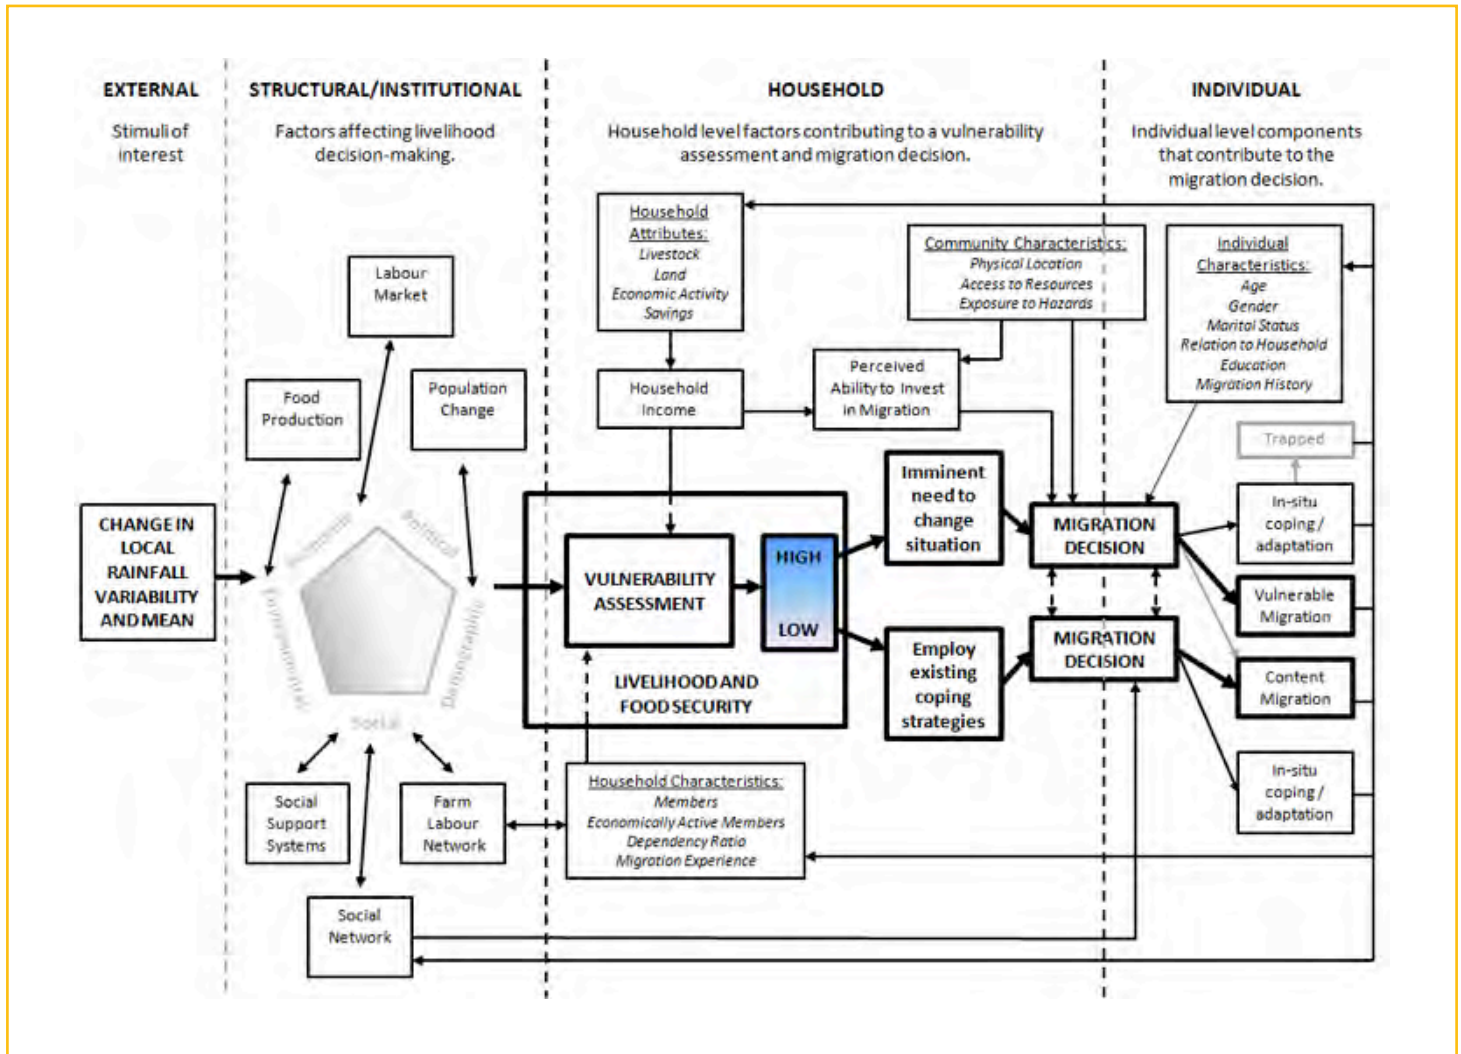 EXTERNAL
Stimuli of
interest
STRUCTURAL/INSTITUTIONAL
Factors affecting livelihood
decision-making.
HOUSEHOLD
Household level factors contributing to a vulnerability
assessment and migration decision.
INDIVIDUAL
Individual level components
that contribute to the
migration decision.
CHANGE IN
LOCAL
RAINFALL
VARIABILITY
AND MEAN
Labour
Market
Food
Production
Population
Change
Economic
Political
Environmental
Demographic
Social
Social
Support
Systems
Farm
Labour
Network
Social
Network
Household
Attributes:
Livestock
Land
Economic Activity
Savings
Household
Income
Perceived
Ability to Invest
in Migration
Community Characteristics:
Physical Location
Access to Resources
Exposure to Hazards
VULNERABILITY
ASSESSMENT
HIGH
LOW
LIVELIHOOD AND
FOOD SECURITY
Imminent
need to
change
situation
Employ
existing
coping
strategies
Household Characteristics:
Members
Economically Active Members
Dependency Ratio
Migration Experience
MIGRATION
DECISION
MIGRATION
DECISION
Individual
Characteristics:
Age
Gender
Marital Status
Relation to Household
Education
Migration History
Trapped
In-situ
coping /
adaptation
Vulnerable
Migration
Content
Migration
In-situ
coping /
adaptation